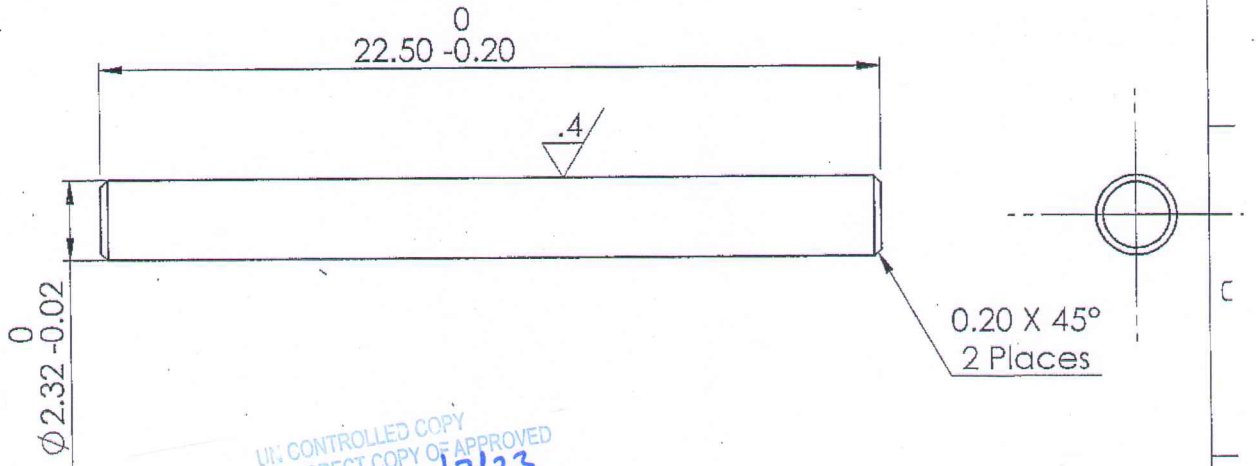 0
22.50 -0.20
.4
0
⌀2.32 -0.02
0.20 X 45°
2 Places
UN CONTROLLED COPY
COPY OF APPROVED